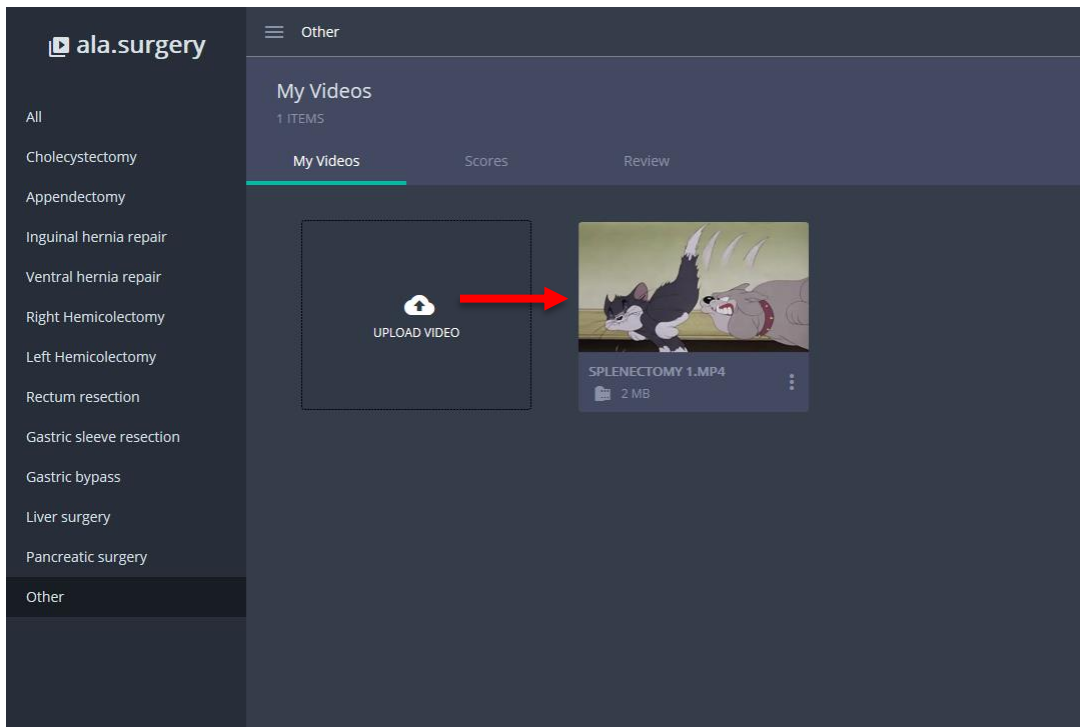 ala.surgery
All
Cholecystectomy
Appendectomy
Inguinal hernia repair
Ventral hernia repair
Right Hemicolectomy
Left Hemicolectomy
Rectum resection
Gastric sleeve resection
Gastric bypass
Liver surgery
Pancreatic surgery
Other
Other
My Videos
1 ITEMS
My Videos Scores Review
UPLOAD VIDEO
SPLENECTOMY 1.MP4
2 MB